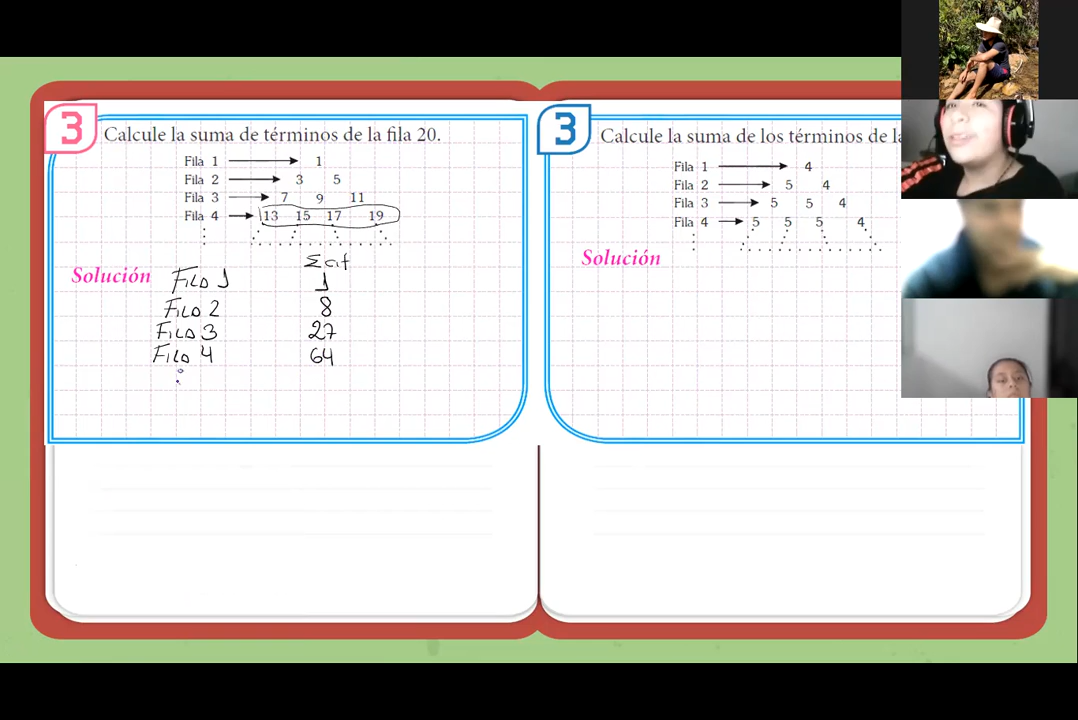 3
Calcule la suma de términos de la fila 20.
Fila 1 1
Fila 2 3 5
Fila 3 7 9 11
Fila 4 13 15 17 19
Solución
Σ cif
Fila 1 1
Fila 2 8
Fila 3 27
Fila 4 64
3
Calcule la suma de los términos de la
Fila 1 4
Fila 2 5 4
Fila 3 5 5 4
Fila 4 5 5 5 4
Solución